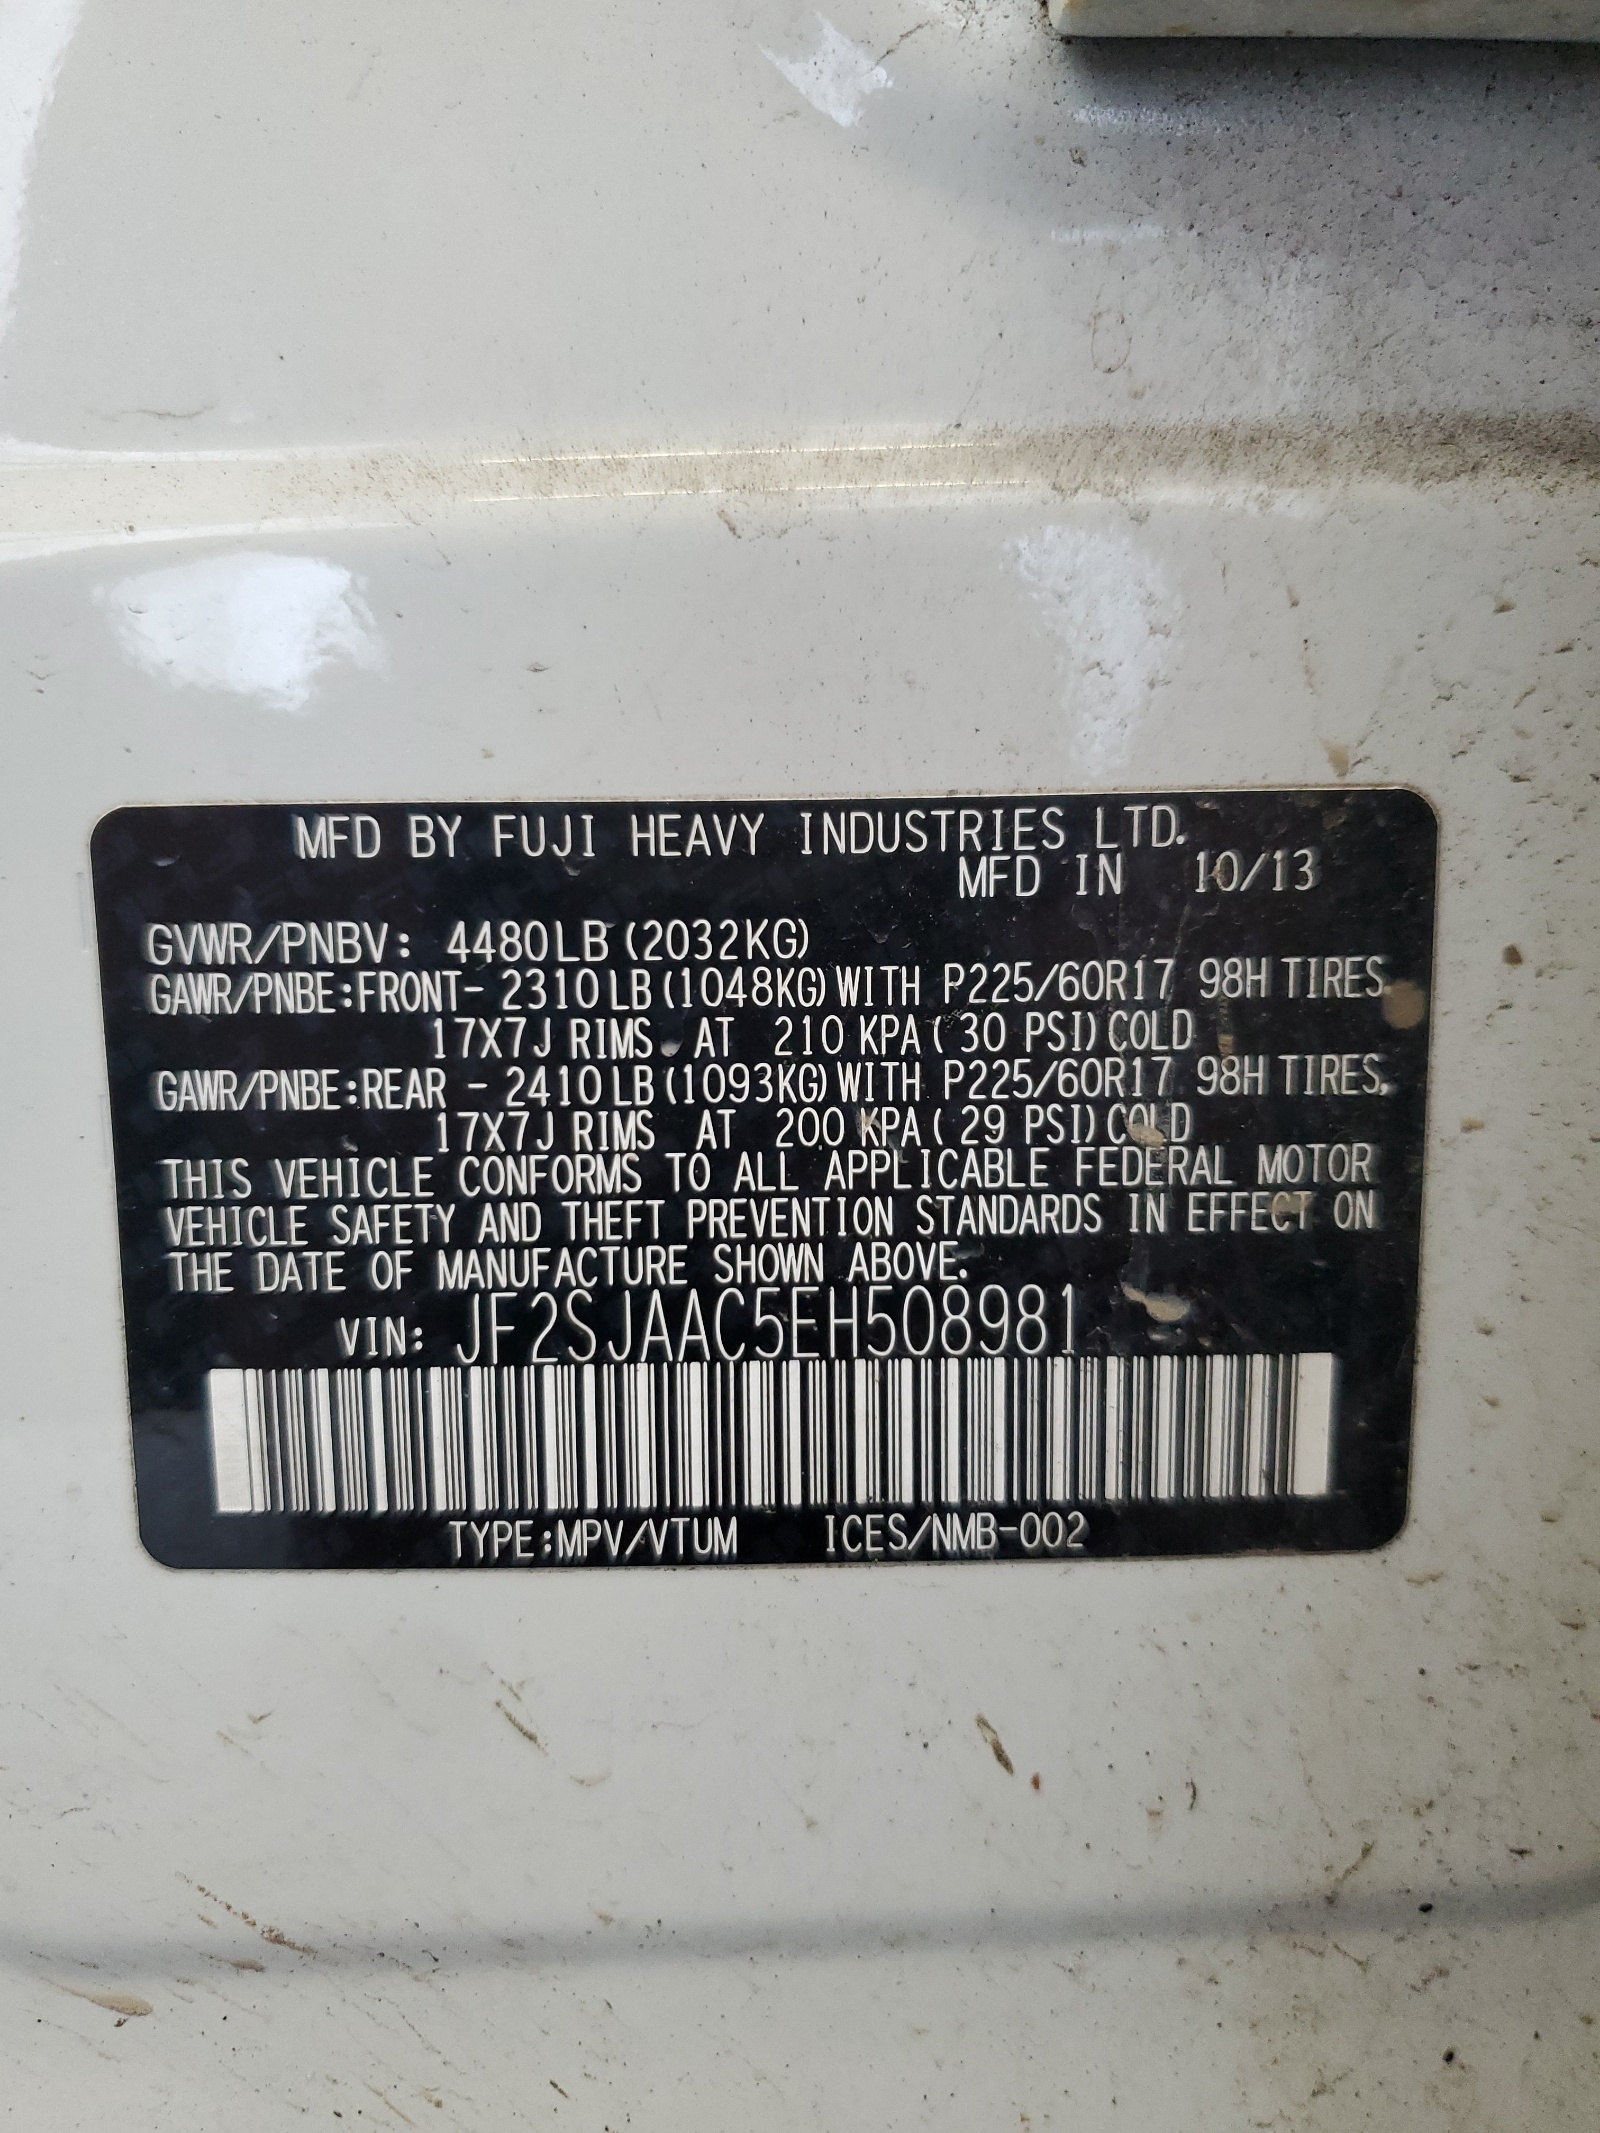 MFD BY FUJI HEAVY INDUSTRIES LTD.
MFD IN 10/13
GVWR/PNBV: 4480LB (2032KG)
GAWR/PNBE:FRONT- 2310LB (1048KG) WITH P225/60R17 98H TIRES,
17X7J RIMS, AT 210 KPA ( 30 PSI) COLD
GAWR/PNBE:REAR - 2410LB (1093KG) WITH P225/60R17 98H TIRES,
17X7J RIMS AT 200 KPA ( 29 PSI) COLD
THIS VEHICLE CONFORMS TO ALL APPLICABLE FEDERAL MOTOR
VEHICLE SAFETY AND THEFT PREVENTION STANDARDS IN EFFECT ON
THE DATE OF MANUFACTURE SHOWN ABOVE.
VIN: JF2SJAAC5EH508981
TYPE:MPV/VTUM ICES/NMB-002